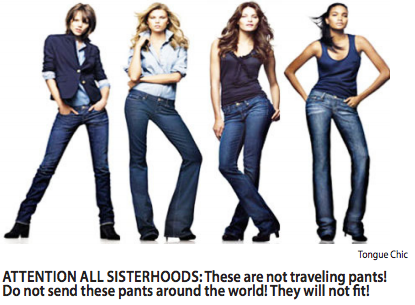 Tongue Chic
ATTENTION ALL SISTERHOODS: These are not traveling pants!
Do not send these pants around the world! They will not fit!